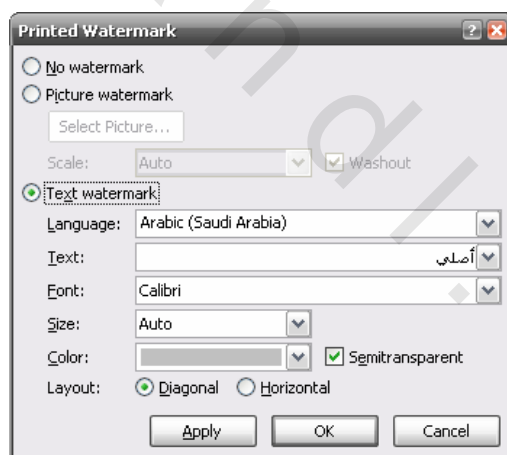 Printed Watermark
No watermark
Picture watermark
Select Picture...
Scale: Auto Washout
Text watermark
Language: Arabic (Saudi Arabia)
Text: أصلي
Font: Calibri
Size: Auto
Color: Semitransparent
Layout: Diagonal Horizontal
Apply OK Cancel